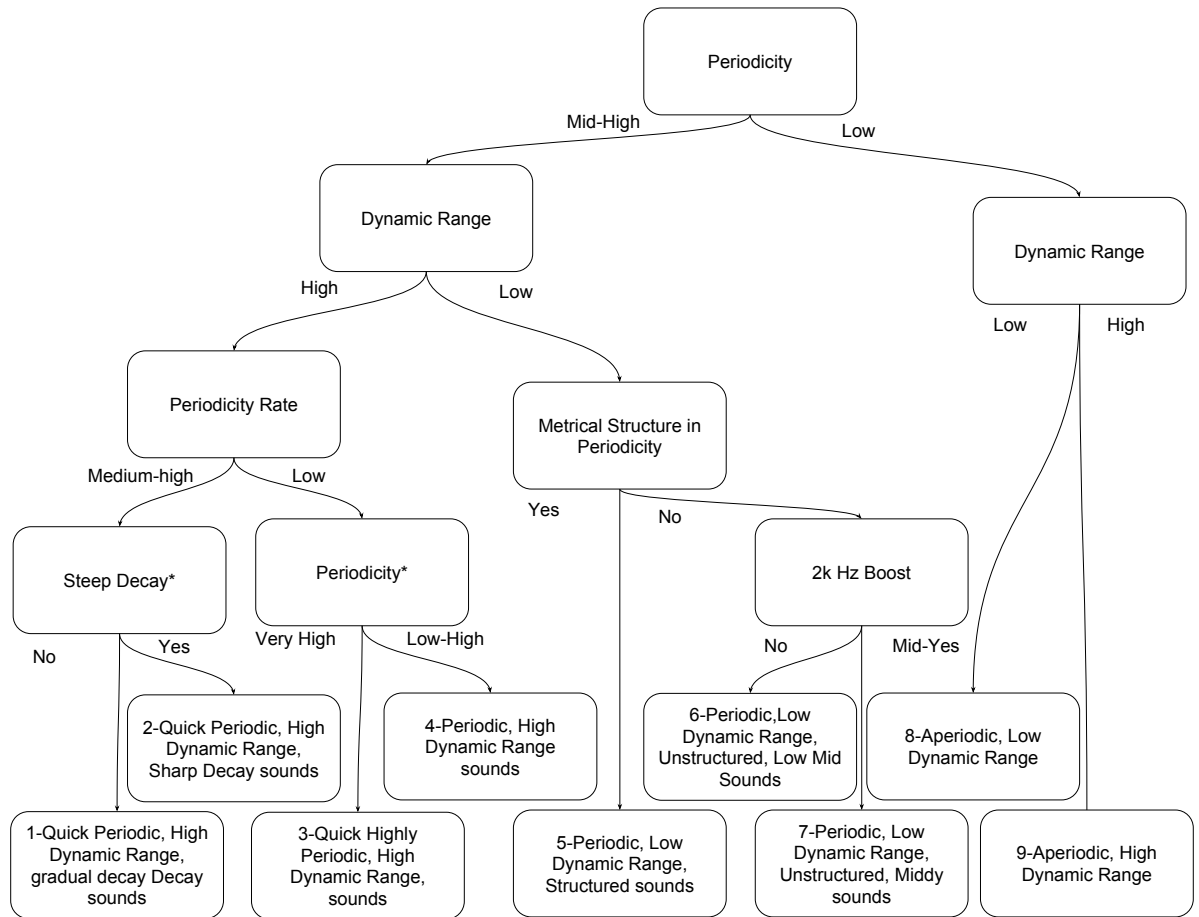 Periodicity
Mid-High
Low
Dynamic Range
Dynamic Range
High
Low
Low
High
Periodicity Rate
Metrical Structure in
Periodicity
Medium-high
Low
Yes
No
Steep Decay*
Periodicity*
2k Hz Boost
No
Yes
Very High
Low-High
No
Mid-Yes
2-Quick Periodic, High
Dynamic Range,
Sharp Decay sounds
4-Periodic, High
Dynamic Range
sounds
6-Periodic,Low
Dynamic Range,
Unstructured, Low Mid
Sounds
8-Aperiodic, Low
Dynamic Range
1-Quick Periodic, High
Dynamic Range,
gradual decay Decay
sounds
3-Quick Highly
Periodic, High
Dynamic Range,
sounds
5-Periodic, Low
Dynamic Range,
Structured sounds
7-Periodic, Low
Dynamic Range,
Unstructured, Middy
sounds
9-Aperiodic, High
Dynamic Range